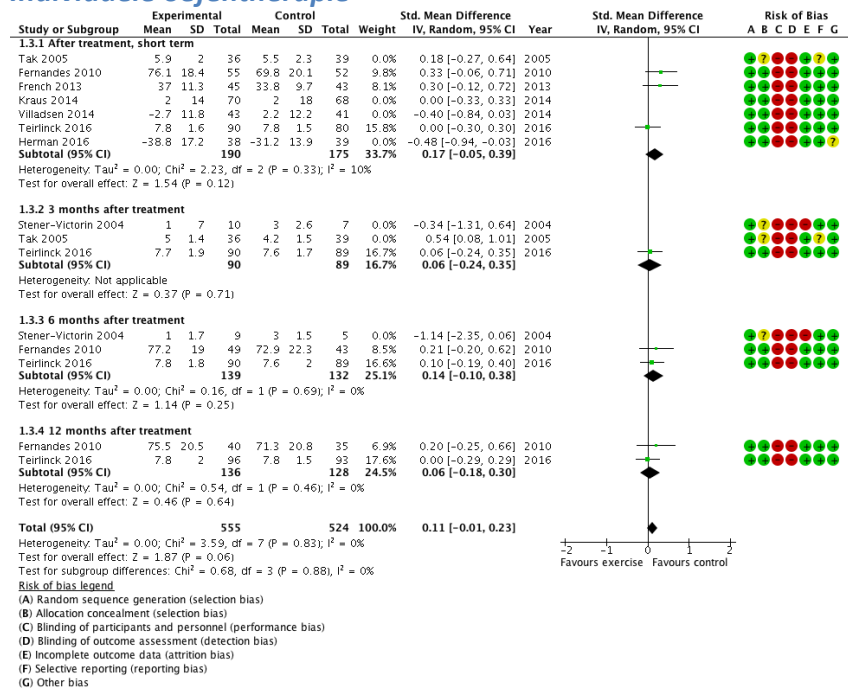 individuele oefentherapie
Experimental Control Std. Mean Difference Std. Mean Difference Risk of Bias
Study or Subgroup Mean SD Total Mean SD Total Weight IV, Random, 95% CI Year IV, Random, 95% CI A B C D E F G
1.3.1 After treatment, short term
Tak 2005 5.9 2 36 5.5 2.3 39 0.0% 0.18 [-0.27, 0.64] 2005 + ? - - + ? +
Fernandes 2010 76.1 18.4 55 69.8 20.1 52 9.8% 0.33 [-0.06, 0.71] 2010 + + - - + + +
French 2013 37 11.3 45 33.8 9.7 43 8.1% 0.30 [-0.12, 0.72] 2013 + + - - + + +
Kraus 2014 2 14 70 2 18 68 0.0% 0.00 [-0.33, 0.33] 2014 + + - - + + +
Villadsen 2014 -2.7 11.8 43 2.2 12.2 41 0.0% -0.40 [-0.84, 0.03] 2014 + + - - + + +
Teirlinck 2016 7.8 1.6 90 7.8 1.5 80 15.8% 0.00 [-0.30, 0.30] 2016 + + - - + + +
Herman 2016 -38.8 17.2 38 -31.2 13.9 39 0.0% -0.48 [-0.94, -0.03] 2016 + + - - + + ?
Subtotal (95% CI) 190 175 33.7% 0.17 [-0.05, 0.39]
Heterogeneity: Tau² = 0.00; Chi² = 2.23, df = 2 (P = 0.33); I² = 10%
Test for overall effect: Z = 1.54 (P = 0.12)
1.3.2 3 months after treatment
Stener-Victorin 2004 1 7 10 3 2.6 7 0.0% -0.34 [-1.31, 0.64] 2004 + ? - - - + +
Tak 2005 5 1.4 36 4.2 1.5 39 0.0% 0.54 [0.08, 1.01] 2005 + ? - - + ? +
Teirlinck 2016 7.7 1.9 90 7.6 1.7 89 16.7% 0.06 [-0.24, 0.35] 2016 + + - - + + +
Subtotal (95% CI) 90 89 16.7% 0.06 [-0.24, 0.35]
Heterogeneity: Not applicable
Test for overall effect: Z = 0.37 (P = 0.71)
1.3.3 6 months after treatment
Stener-Victorin 2004 1 1.7 9 3 1.5 5 0.0% -1.14 [-2.35, 0.06] 2004 + ? - - - + +
Fernandes 2010 77.2 19 49 72.9 22.3 43 8.5% 0.21 [-0.20, 0.62] 2010 + + - - + + +
Teirlinck 2016 7.8 1.8 90 7.6 2 89 16.6% 0.10 [-0.19, 0.40] 2016 + + - - + + +
Subtotal (95% CI) 139 132 25.1% 0.14 [-0.10, 0.38]
Heterogeneity: Tau² = 0.00; Chi² = 0.16, df = 1 (P = 0.69); I² = 0%
Test for overall effect: Z = 1.14 (P = 0.25)
1.3.4 12 months after treatment
Fernandes 2010 75.5 20.5 40 71.3 20.8 35 6.9% 0.20 [-0.25, 0.66] 2010 + + - - + + +
Teirlinck 2016 7.8 2 96 7.8 1.5 93 17.6% 0.00 [-0.29, 0.29] 2016 + + - - + + +
Subtotal (95% CI) 136 128 24.5% 0.06 [-0.18, 0.30]
Heterogeneity: Tau² = 0.00; Chi² = 0.54, df = 1 (P = 0.46); I² = 0%
Test for overall effect: Z = 0.46 (P = 0.64)
Total (95% CI) 555 524 100.0% 0.11 [-0.01, 0.23]
Heterogeneity: Tau² = 0.00; Chi² = 3.59, df = 7 (P = 0.83); I² = 0%
Test for overall effect: Z = 1.87 (P = 0.06)
Test for subgroup differences: Chi² = 0.68, df = 3 (P = 0.88), I² = 0%
-2 -1 0 1 2
Favours exercise Favours control
Risk of bias legend
(A) Random sequence generation (selection bias)
(B) Allocation concealment (selection bias)
(C) Blinding of participants and personnel (performance bias)
(D) Blinding of outcome assessment (detection bias)
(E) Incomplete outcome data (attrition bias)
(F) Selective reporting (reporting bias)
(G) Other bias